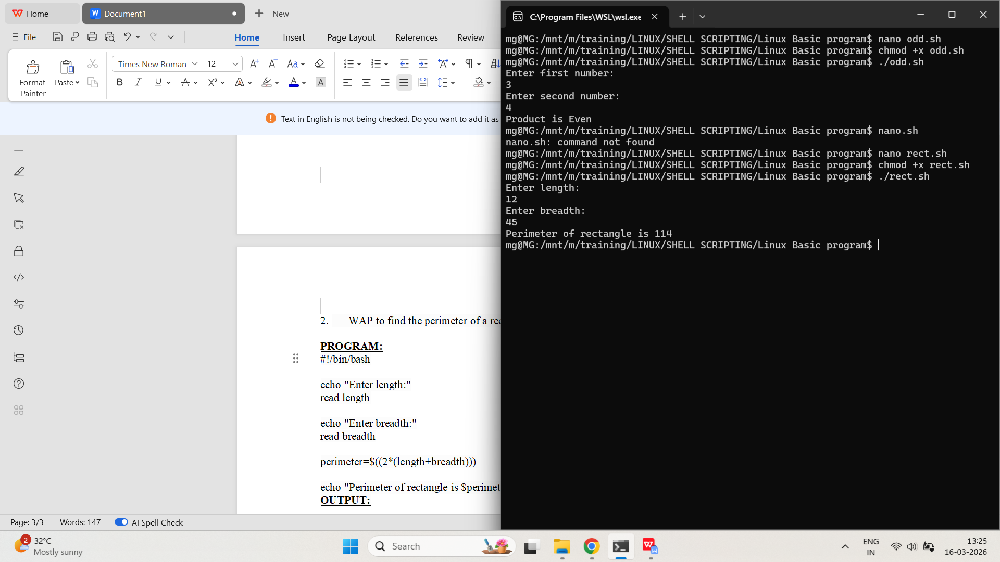 Home
Document1
New
File
Home
Insert
Page Layout
References
Review
Format
Painter
Paste
Times New Roman
12
Text in English is not being checked. Do you want to add it as
2. WAP to find the perimeter of a
PROGRAM:
#!/bin/bash
echo "Enter length:"
read length
echo "Enter breadth:"
read breadth
perimeter=$((2*(length+breadth)))
echo "Perimeter of rectangle is $perimet
OUTPUT:
Page: 3/3
Words: 147
AI Spell Check
C:\Program Files\WSL\wsl.exe
mg@MG:/mnt/m/training/LINUX/SHELL SCRIPTING/Linux Basic program$ nano odd.sh
mg@MG:/mnt/m/training/LINUX/SHELL SCRIPTING/Linux Basic program$ chmod +x odd.sh
mg@MG:/mnt/m/training/LINUX/SHELL SCRIPTING/Linux Basic program$ ./odd.sh
Enter first number:
3
Enter second number:
4
Product is Even
mg@MG:/mnt/m/training/LINUX/SHELL SCRIPTING/Linux Basic program$ nano.sh
nano.sh: command not found
mg@MG:/mnt/m/training/LINUX/SHELL SCRIPTING/Linux Basic program$ nano rect.sh
mg@MG:/mnt/m/training/LINUX/SHELL SCRIPTING/Linux Basic program$ chmod +x rect.sh
mg@MG:/mnt/m/training/LINUX/SHELL SCRIPTING/Linux Basic program$ ./rect.sh
Enter length:
12
Enter breadth:
45
Perimeter of rectangle is 114
mg@MG:/mnt/m/training/LINUX/SHELL SCRIPTING/Linux Basic program$
2
32°C
Mostly sunny
Search
ENG
IN
13:25
16-03-2026